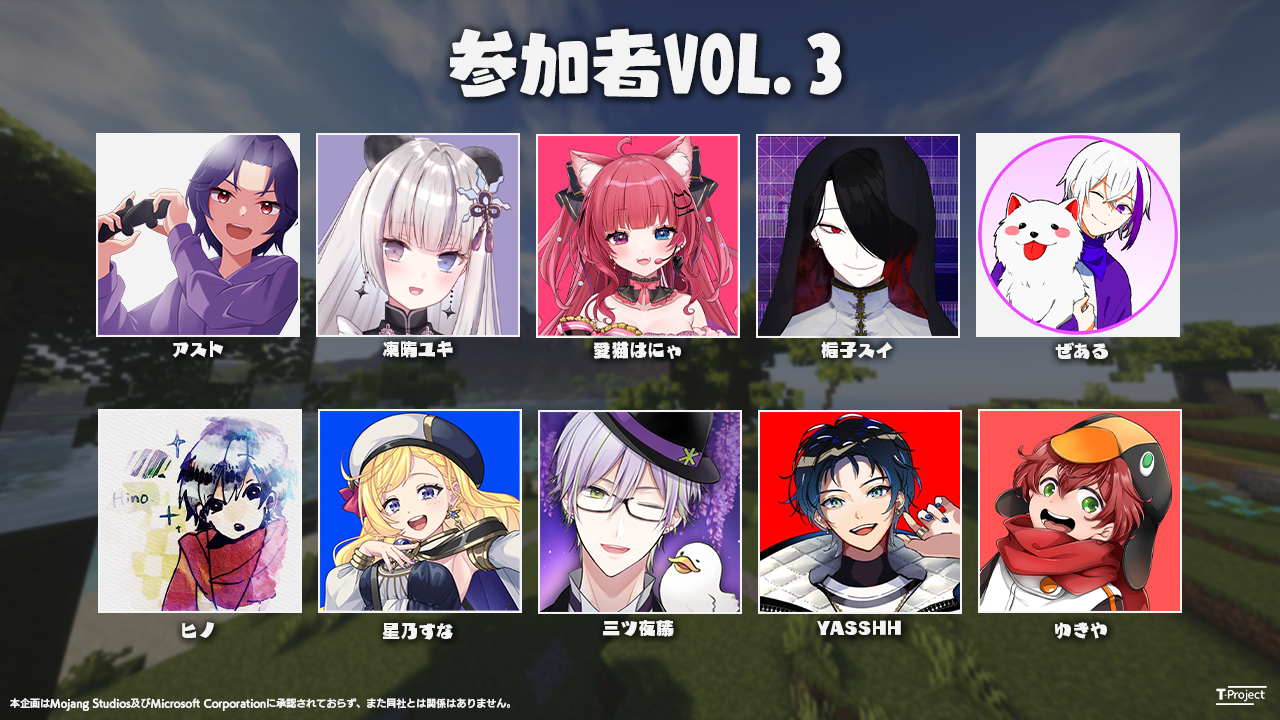 参加者VOL. 3
アスト
凛晦ユキ
愛猫はにゃ
梔子スイ
ぜある
Hino
ヒノ
星乃すな
三ツ夜藤
YASSHH
ゆきや
本企画はMojang Studios及びMicrosoft Corporationに承認されておらず、また同社とは関係はありません。
T-Project